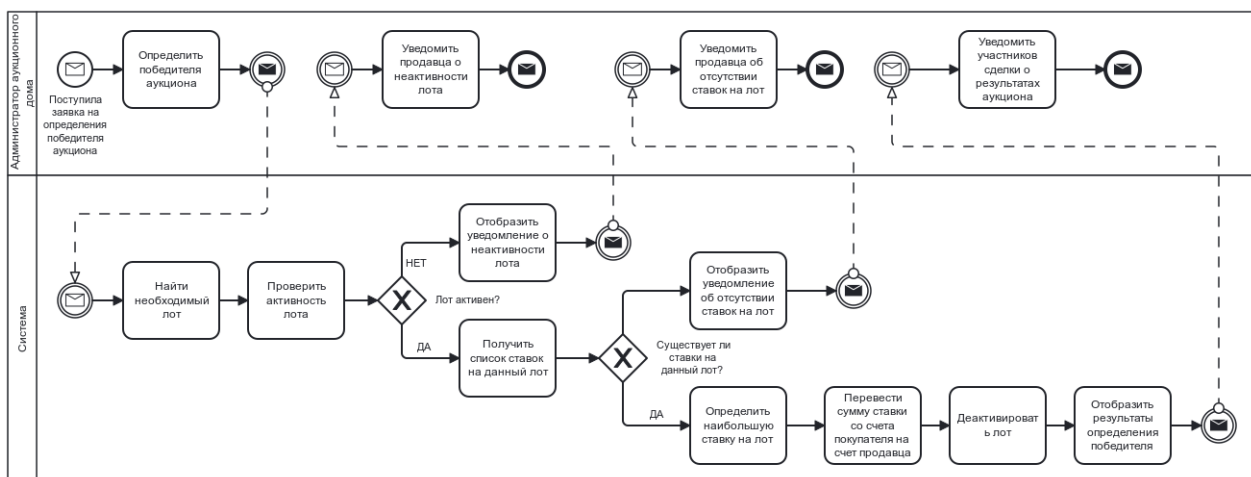 Администратор аукционного
дома
Поступила
заявка на
определения
победителя
аукциона
Определить
победителя
аукциона
Уведомить
продавца о
неактивности
лота
Уведомить
продавца об
отсутствии
ставок на лот
Уведомить
участников
сделки о
результатах
аукциона
Система
Найти
необходимый
лот
Проверить
активность
лота
Лот активен?
НЕТ
Отобразить
уведомление о
неактивности
лота
ДА
Получить
список ставок
на данный лот
Существует ли
ставки на
данный лот?
Отобразить
уведомление
об отсутствии
ставок на лот
ДА
Определить
наибольшую
ставку на лот
Перевести
сумму ставки
со счета
покупателя на
счет продавца
Деактивироват
ь лот
Отобразить
результаты
определения
победителя